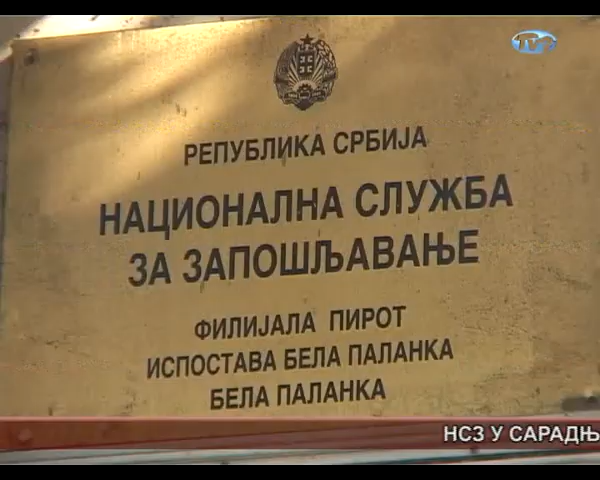 РЕПУБЛИКА СРБИЈА
НАЦИОНАЛНА СЛУЖБА
ЗА ЗАПОШЉАВАЊЕ
ФИЛИЈАЛА ПИРОТ
ИСПОСТАВА БЕЛА ПАЛАНКА
БЕЛА ПАЛАНКА
НСЗ У САРАДЊ